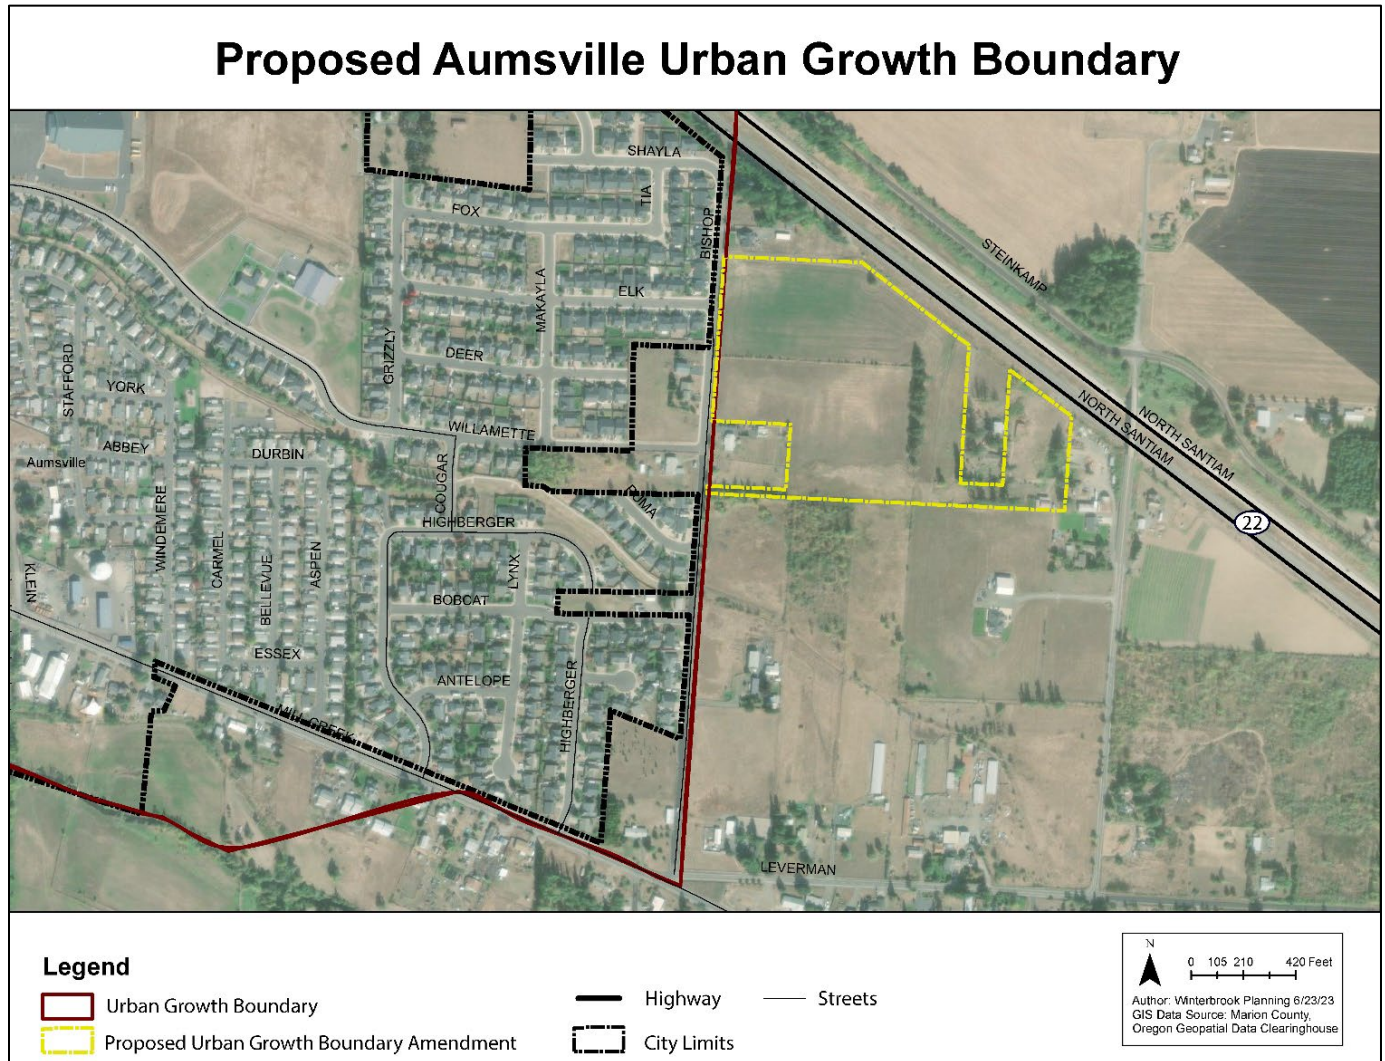 Proposed Aumsville Urban Growth Boundary
SHAYLA
TIA
FOX
BISHOP
STEINKAMP
MAKAYLA
ELK
GRIZZLY
DEER
STAFFORD
YORK
NORTH SANTIAM
NORTH SANTIAM
WILLAMETTE
ABBEY
DURBIN
Aumsville
COUGAR
PUMA
WINDEMERE
HIGHBERGER
22
CARMEL
BELLEVUE
ASPEN
LYNX
KLEIN
BOBCAT
ESSEX
ANTELOPE
HIGHBERGER
MILL CREEK
LEVERMAN
Legend
Urban Growth Boundary
Proposed Urban Growth Boundary Amendment
Highway
Streets
City Limits
N
0 105 210 420 Feet
Author: Winterbrook Planning 6/23/23
GIS Data Source: Marion County,
Oregon Geopatial Data Clearinghouse